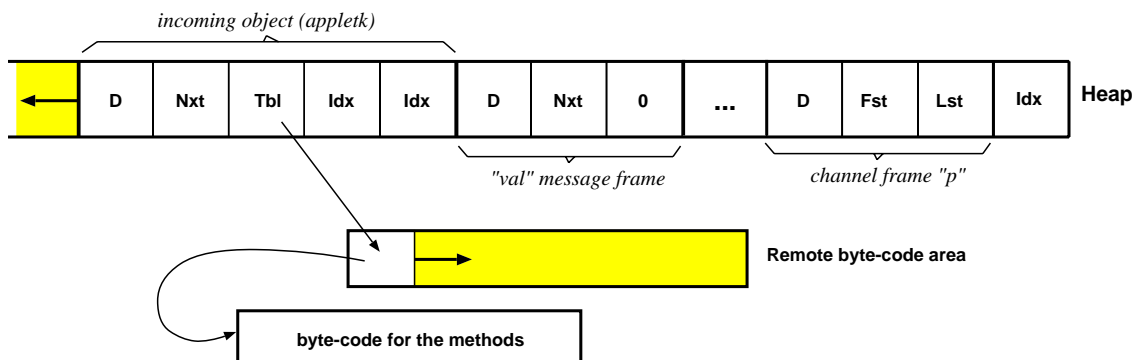 incoming object (appletk)
D Nxt Tbl Idx Idx D Nxt 0 ... D Fst Lst Idx Heap
"val" message frame channel frame "p"
Remote byte-code area
byte-code for the methods